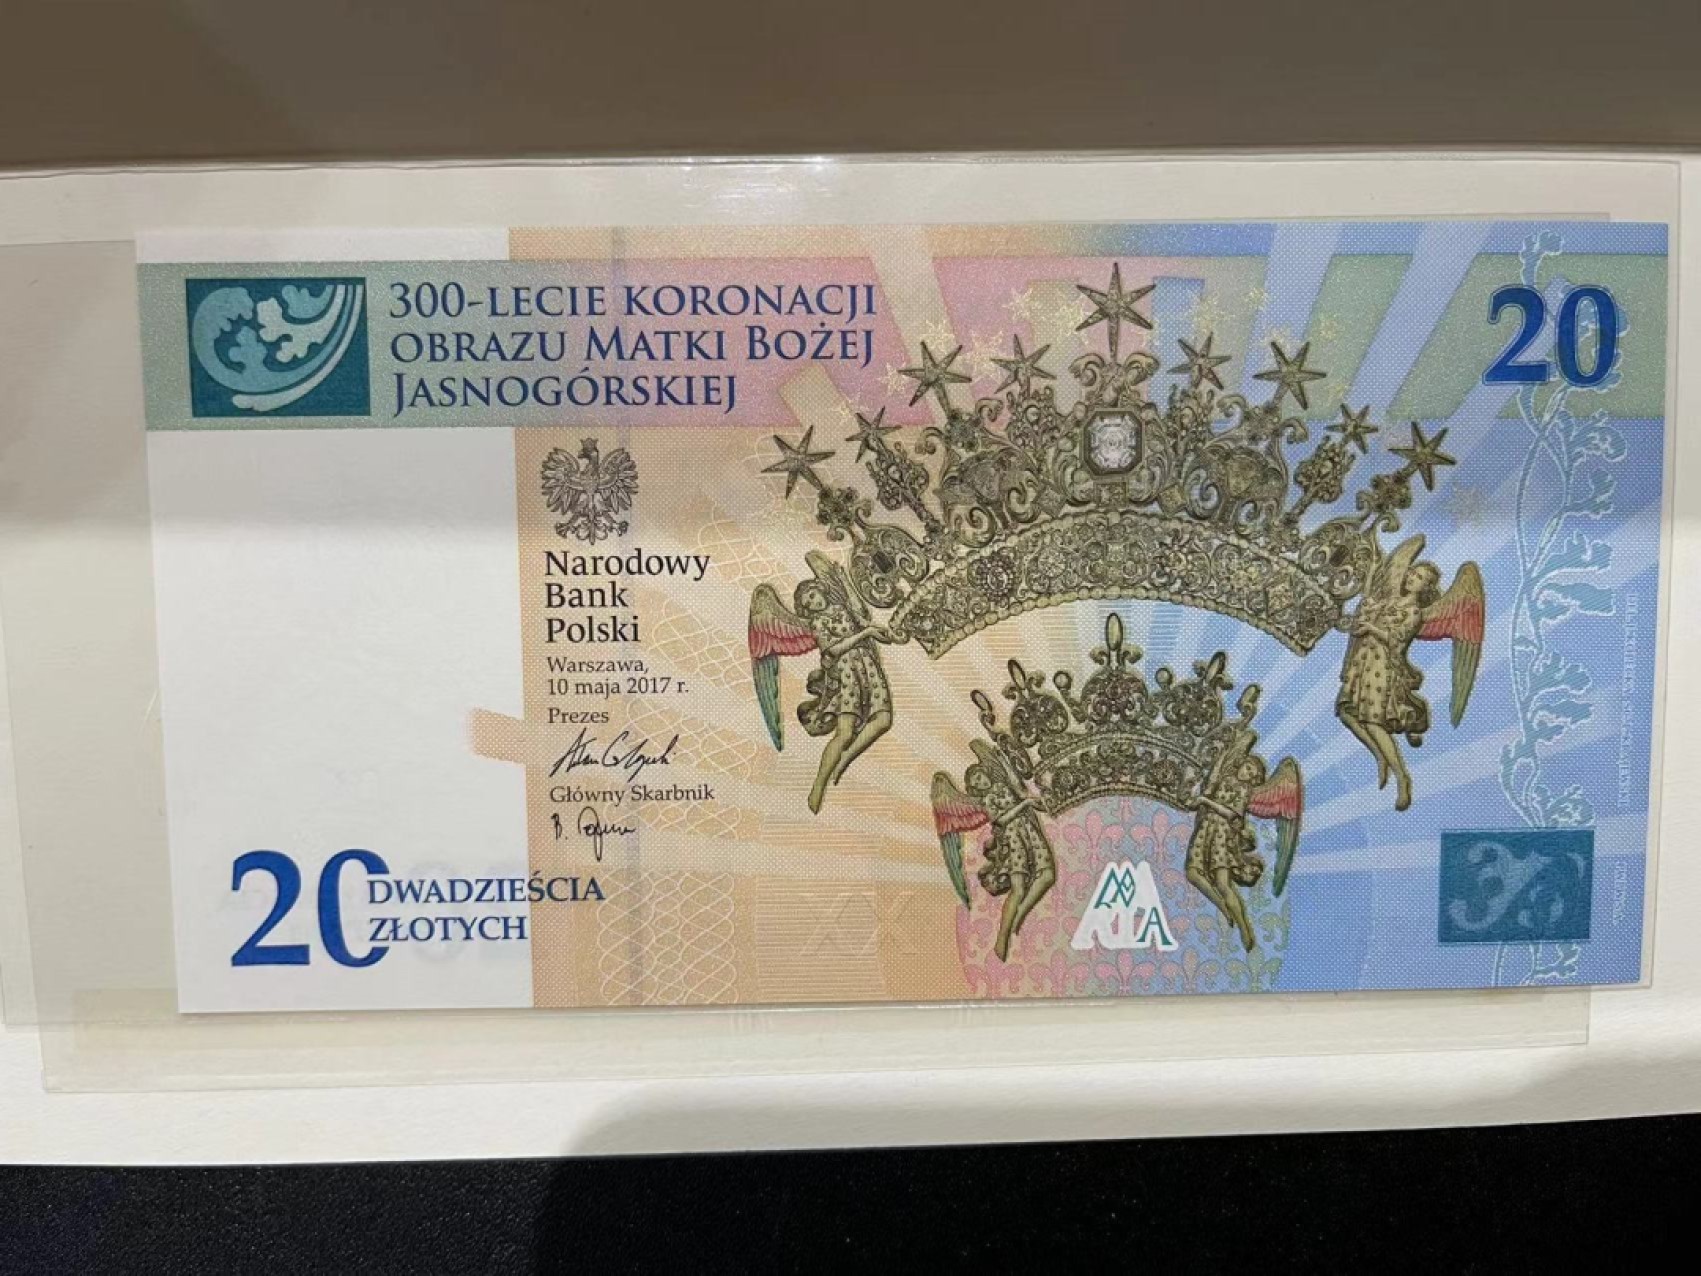 300-LECIE KORONACJI
OBRAZU MATKI BOŻEJ
JASNOGÓRSKIEJ
20
Narodowy
Bank
Polski
Warszawa,
10 maja 2017 r.
Prezes
Główny Skarbnik
20 DWADZIEŚCIA
ZŁOTYCH